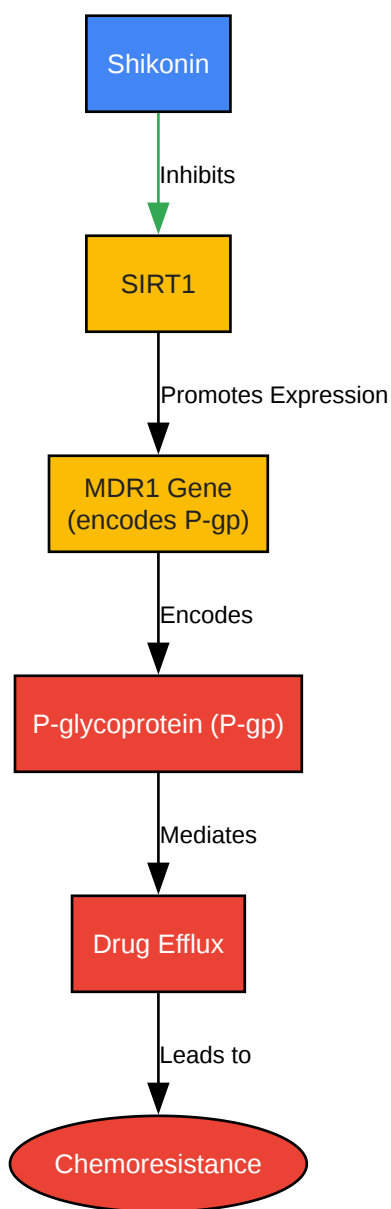 Shikonin
Inhibits
SIRT1
Promotes Expression
MDR1 Gene
(encodes P-gp)
Encodes
P-glycoprotein (P-gp)
Mediates
Drug Efflux
Leads to
Chemoresistance